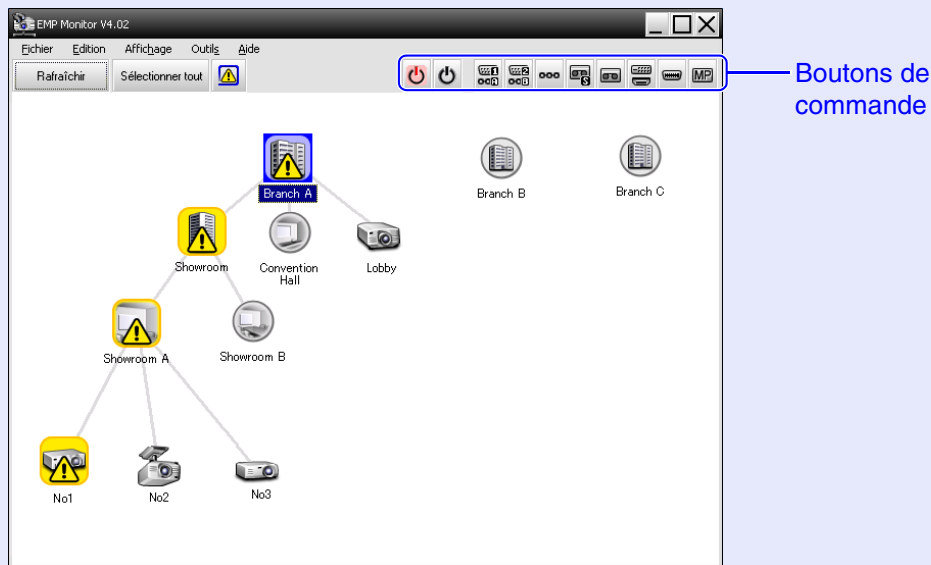 EMP Monitor V4.02
Fichier Edition Affichage Outils Aide
Rafraîchir Sélectionner tout
MP
Boutons de
commande
Branch A
Branch B
Branch C
Showroom
Convention
Hall
Lobby
Showroom A
Showroom B
No1
No2
No3